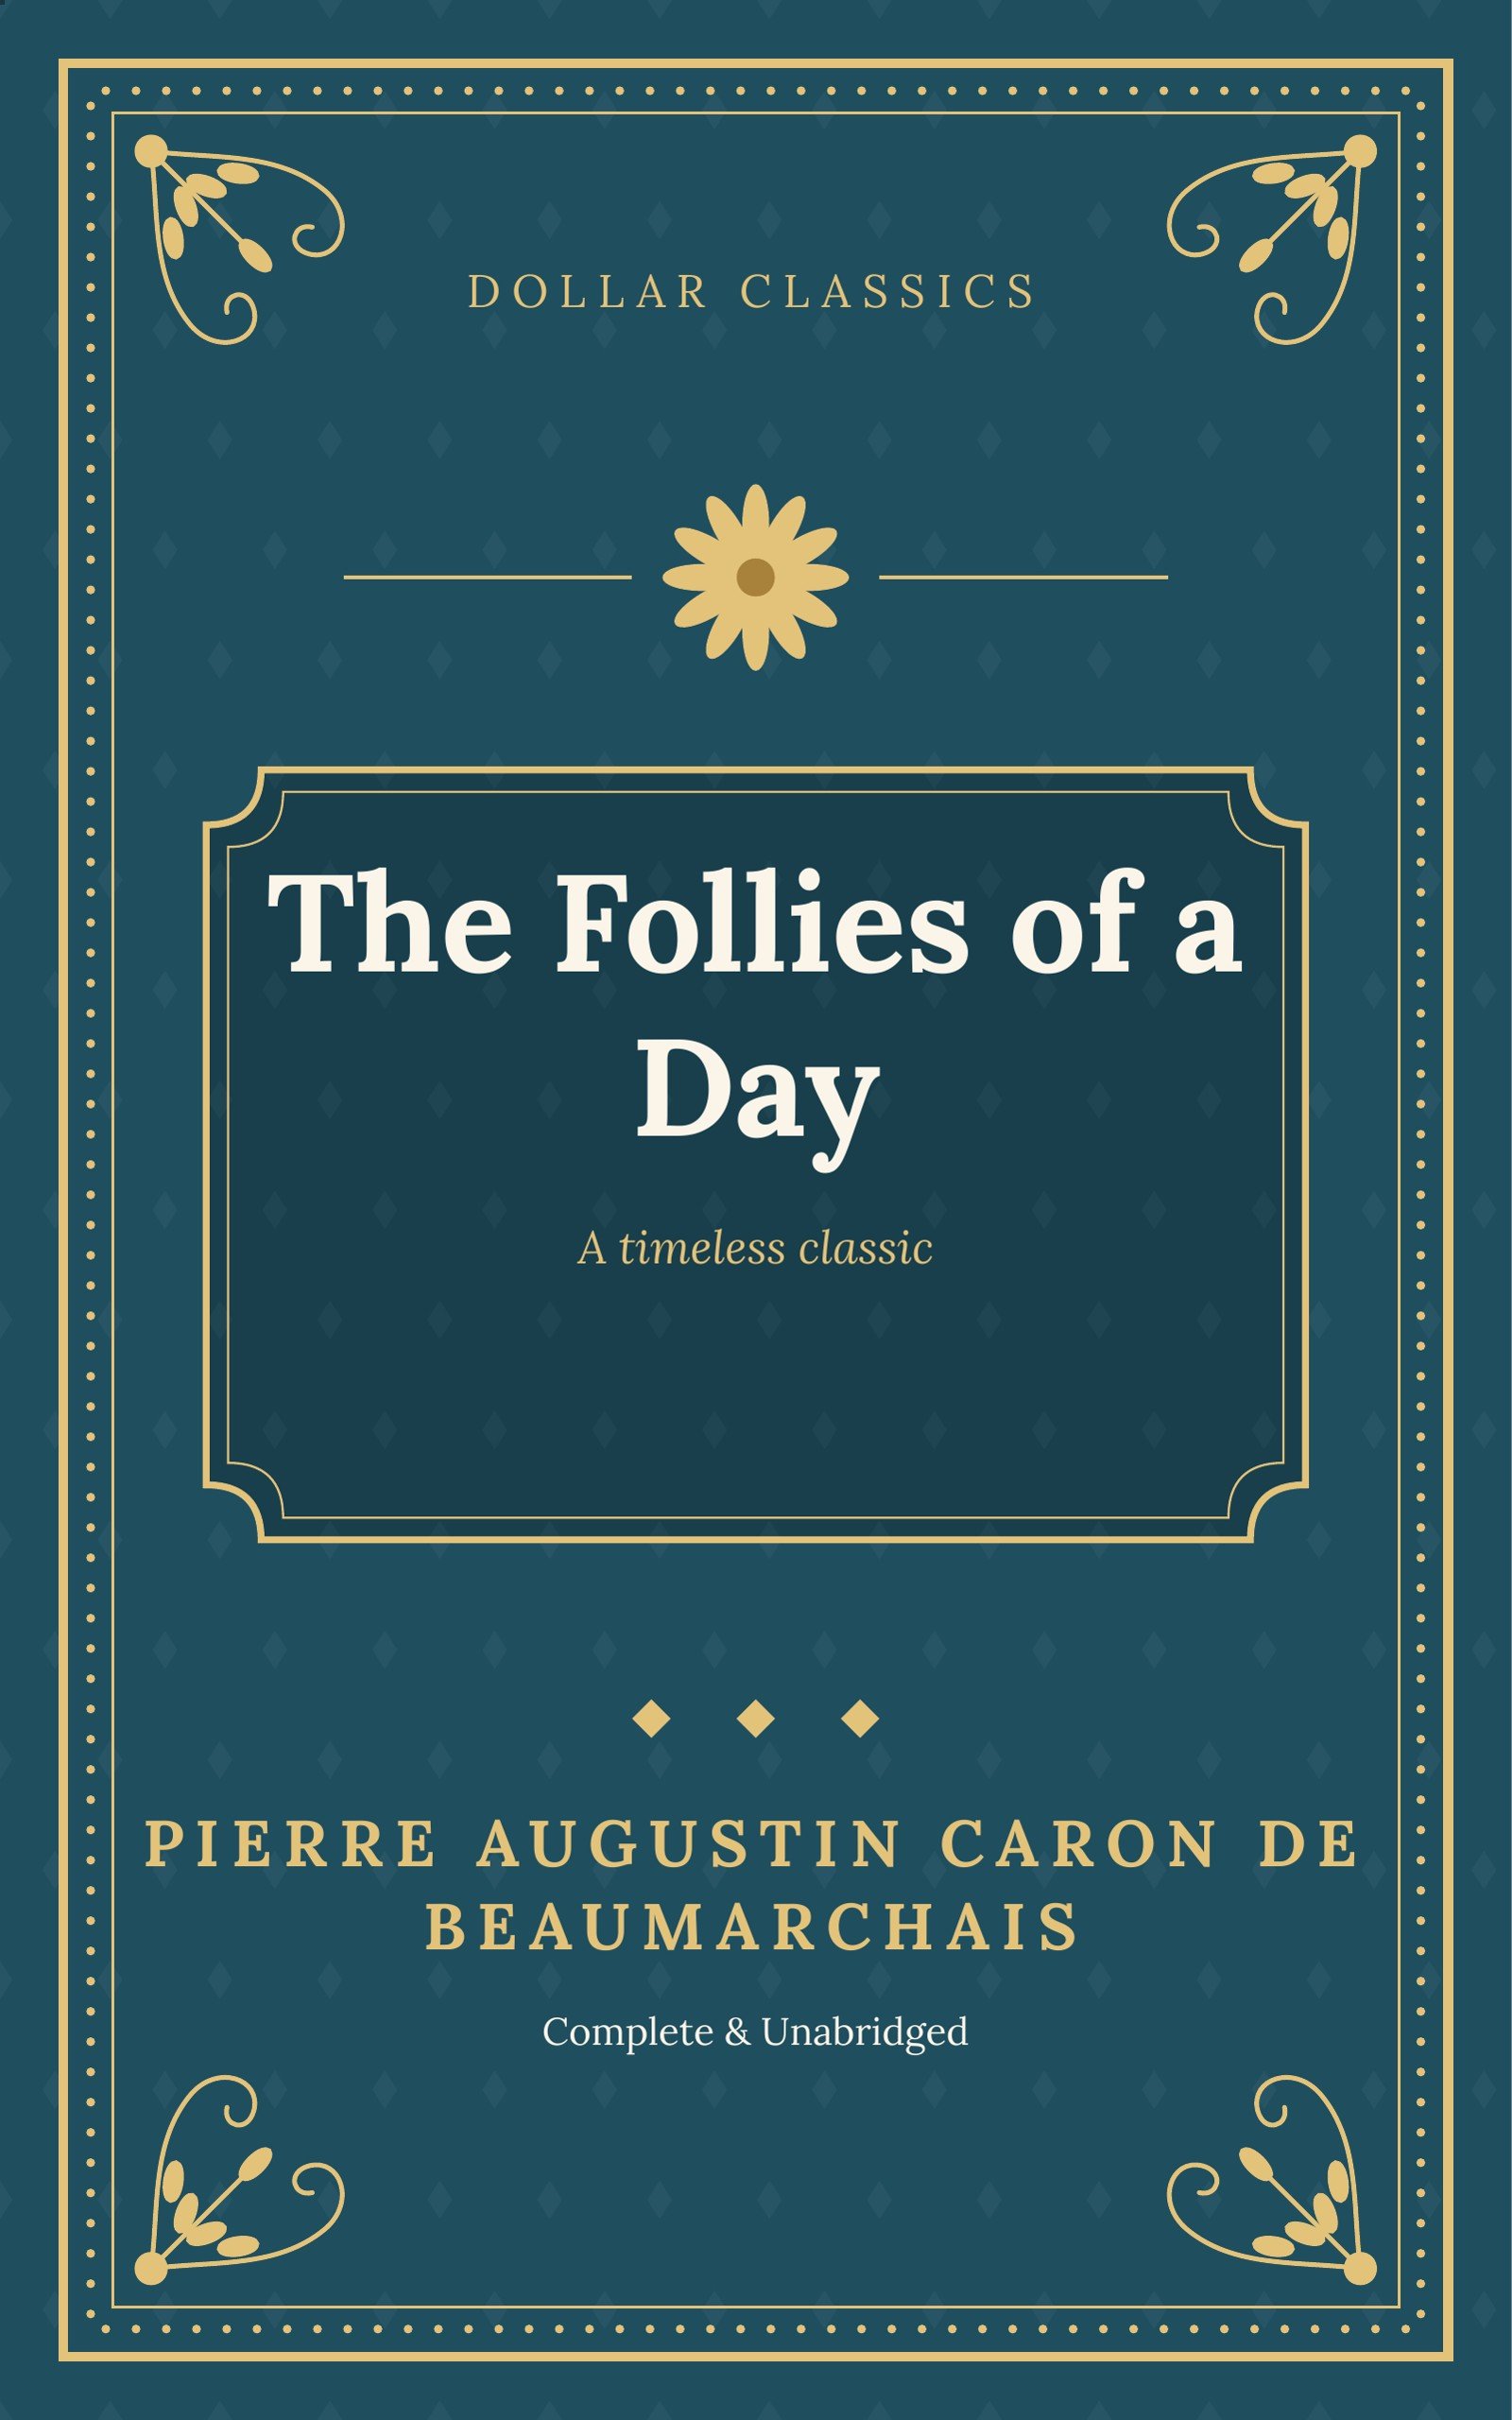 DOLLAR CLASSICS
The Follies of a
Day
A timeless classic
PIERRE AUGUSTIN CARON DE
BEAUMARCHAIS
Complete & Unabridged